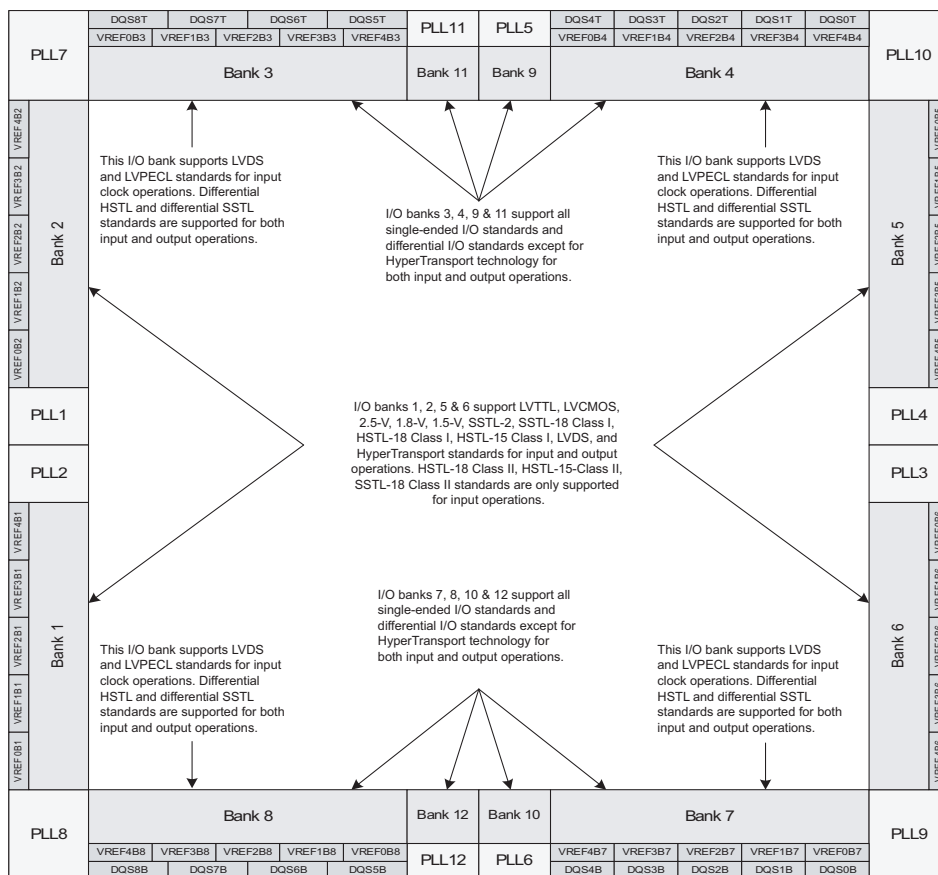 DQS8T DQS7T DQS6T DQS5T PLL11 PLL5 DQS4T DQS3T DQS2T DQS1T DQS0T
PLL7 VREF0B3 VREF1B3 VREF2B3 VREF3B3 VREF4B3 VREF0B4 VREF1B4 VREF2B4 VREF3B4 VREF4B4 PLL10
Bank 3 Bank 11 Bank 9 Bank 4
VREF4B2
VREF3B2
VREF2B2
VREF1B2
VREF0B2
Bank 2
This I/O bank supports LVDS
and LVPECL standards for input
clock operations. Differential
HSTL and differential SSTL
standards are supported for both
input and output operations.
I/O banks 3, 4, 9 & 11 support all
single-ended I/O standards and
differential I/O standards except for
HyperTransport technology for
both input and output operations.
This I/O bank supports LVDS
and LVPECL standards for input
clock operations. Differential
HSTL and differential SSTL
standards are supported for both
input and output operations.
Bank 5
VREF0B5
VREF1B5
VREF2B5
VREF3B5
VREF4B5
PLL1
PLL2
I/O banks 1, 2, 5 & 6 support LVTTL, LVCMOS,
2.5-V, 1.8-V, 1.5-V, SSTL-2, SSTL-18 Class I,
HSTL-18 Class I, HSTL-15 Class I, LVDS, and
HyperTransport standards for input and output
operations. HSTL-18 Class II, HSTL-15-Class II,
SSTL-18 Class II standards are only supported
for input operations.
PLL4
PLL3
VREF4B1
VREF3B1
VREF2B1
VREF1B1
VREF0B1
Bank 1
This I/O bank supports LVDS
and LVPECL standards for input
clock operations. Differential
HSTL and differential SSTL
standards are supported for both
input and output operations.
I/O banks 7, 8, 10 & 12 support all
single-ended I/O standards and
differential I/O standards except for
HyperTransport technology for
both input and output operations.
This I/O bank supports LVDS
and LVPECL standards for input
clock operations. Differential
HSTL and differential SSTL
standards are supported for both
input and output operations.
Bank 6
VREF0B6
VREF1B6
VREF2B6
VREF3B6
VREF4B6
Bank 8 Bank 12 Bank 10 Bank 7
PLL8 VREF4B8 VREF3B8 VREF2B8 VREF1B8 VREF0B8 PLL12 PLL6 VREF4B7 VREF3B7 VREF2B7 VREF1B7 VREF0B7 PLL9
DQS8B DQS7B DQS6B DQS5B DQS4B DQS3B DQS2B DQS1B DQS0B